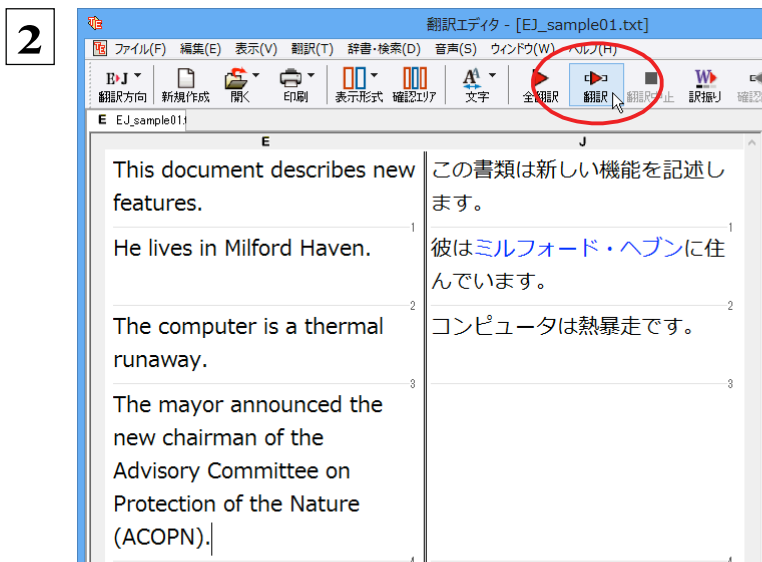 2
翻訳エディタ - [EJ_sample01.txt]
ファイル(F) 編集(E) 表示(V) 翻訳(T) 辞書・検索(D) 音声(S) ウィンドウ(W) ヘルプ(H)
E▸J
翻訳方向 新規作成 開く 印刷 表示形式 確認エリア 文字 全翻訳 翻訳 翻訳中止 訳振り 確認
E EJ_sample01.t
E J
This document describes new
features.
1
この書類は新しい機能を記述し
ます。
1
He lives in Milford Haven.
2
彼はミルフォード・ヘブンに住
んでいます。
2
The computer is a thermal
runaway.
3
コンピュータは熱暴走です。
3
The mayor announced the
new chairman of the
Advisory Committee on
Protection of the Nature
(ACOPN).
4
4